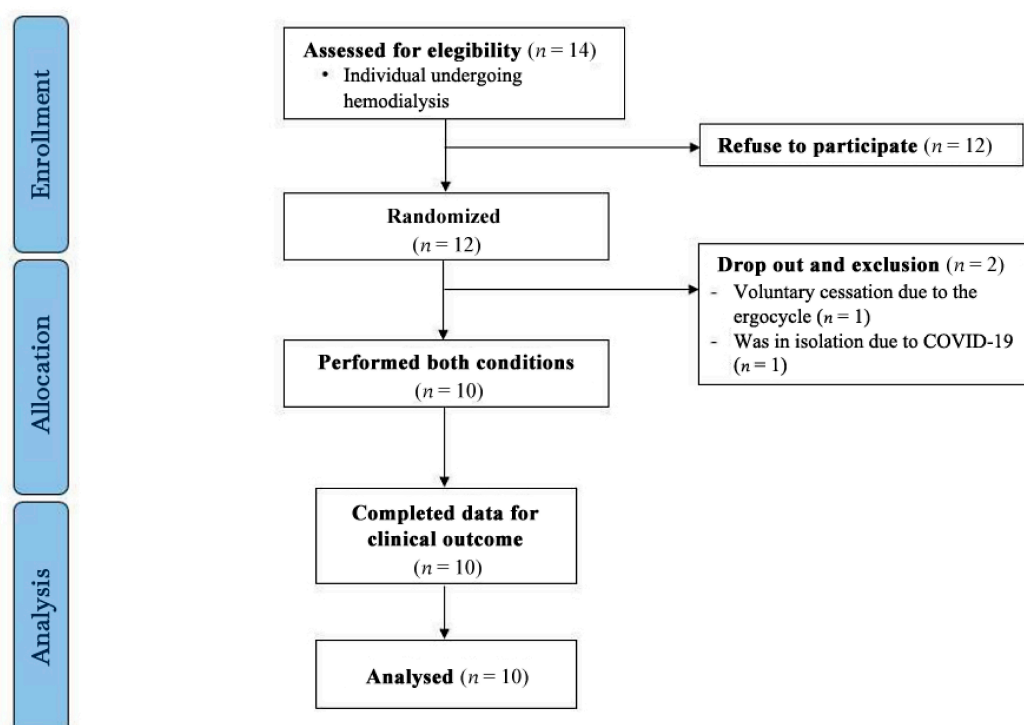 Enrollment
Assessed for elegibility (n = 14)
• Individual undergoing
hemodialysis
Refuse to participate (n = 12)
Randomized
(n = 12)
Allocation
Drop out and exclusion (n = 2)
- Voluntary cessation due to the
ergocycle (n = 1)
- Was in isolation due to COVID-19
(n = 1)
Performed both conditions
(n = 10)
Analysis
Completed data for
clinical outcome
(n = 10)
Analysed (n = 10)